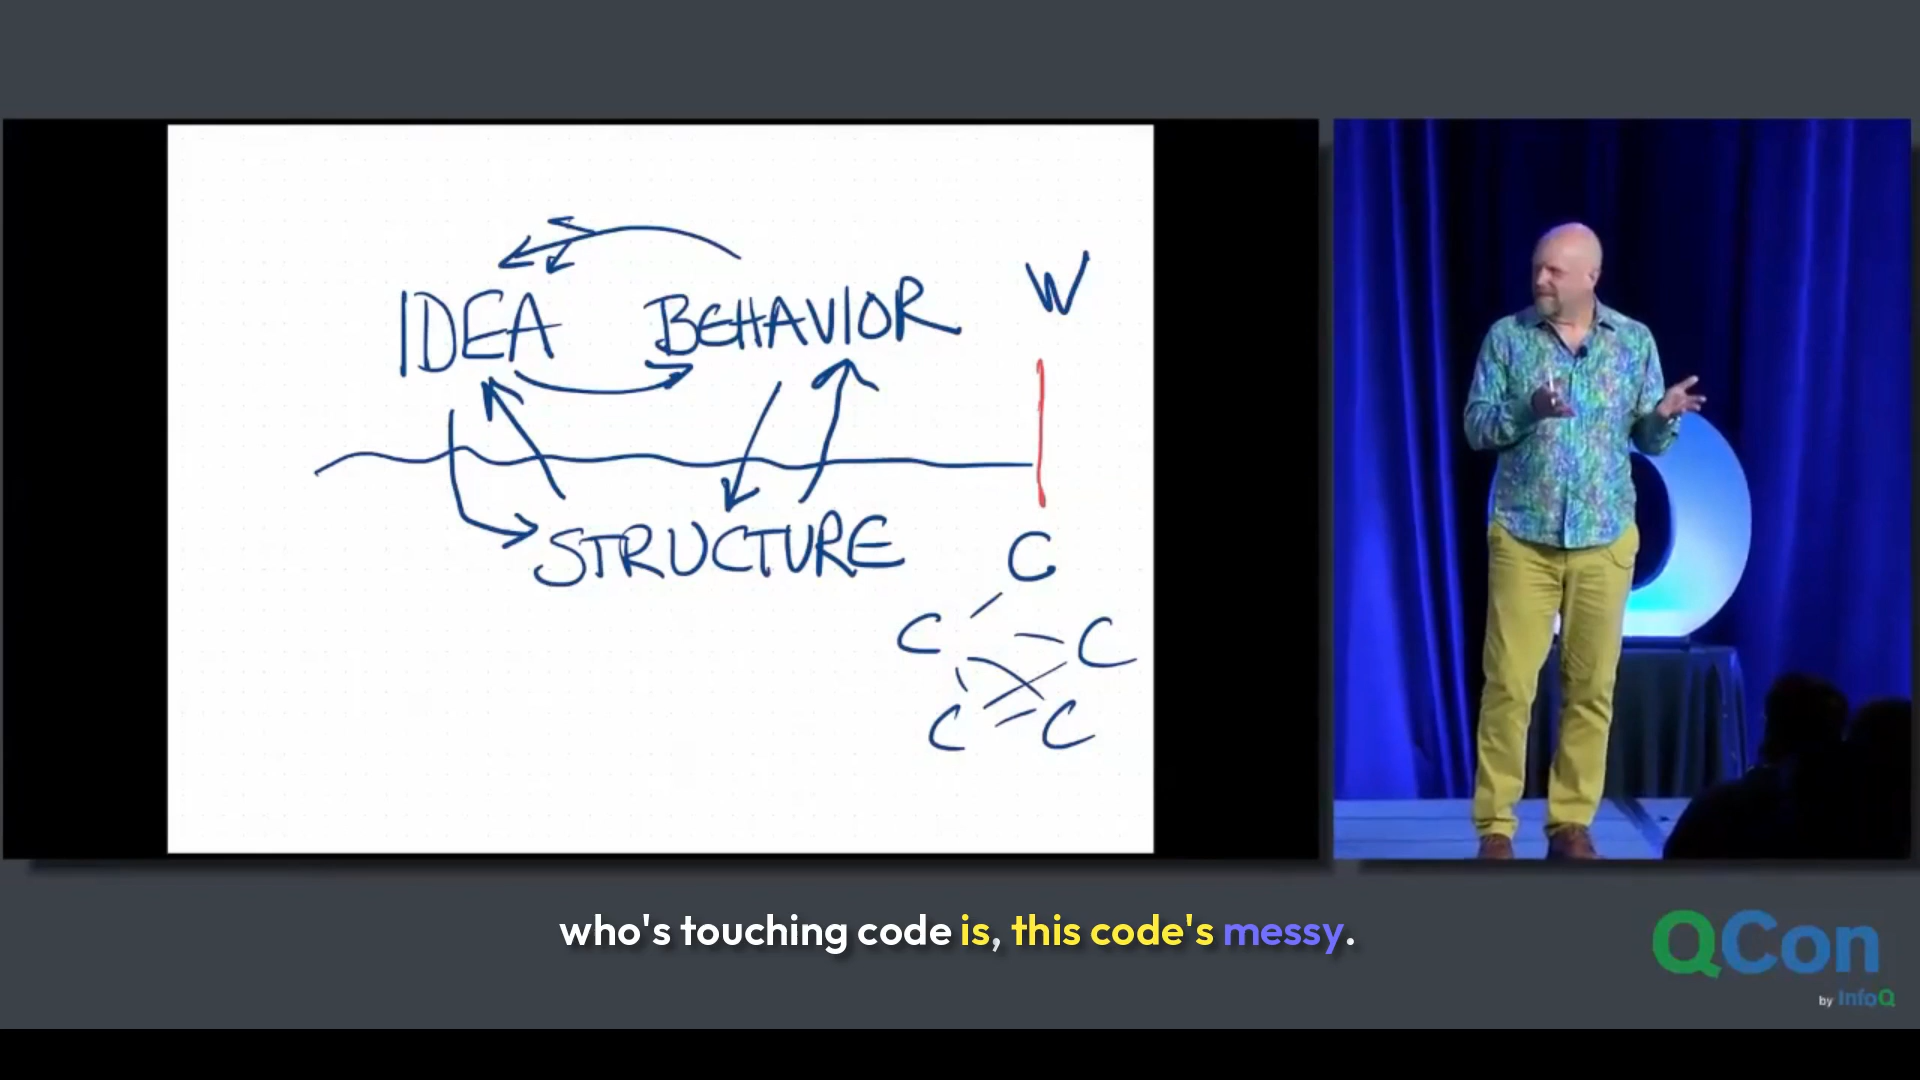 IDEA BEHAVIOR W
STRUCTURE C
C C
C C
who's touching code is, this code's messy.
QCon
by InfoQ